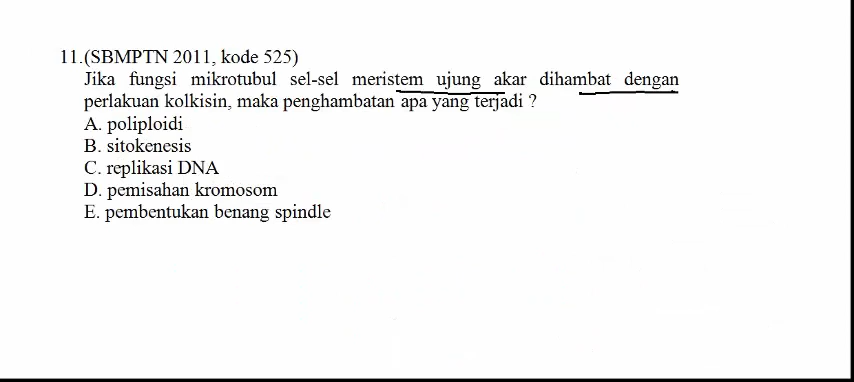 11.(SBMPTN 2011, kode 525)
Jika fungsi mikrotubul sel-sel meristem ujung akar dihambat dengan
perlakuan kolkisin, maka penghambatan apa yang terjadi ?
A. poliploidi
B. sitokenesis
C. replikasi DNA
D. pemisahan kromosom
E. pembentukan benang spindle